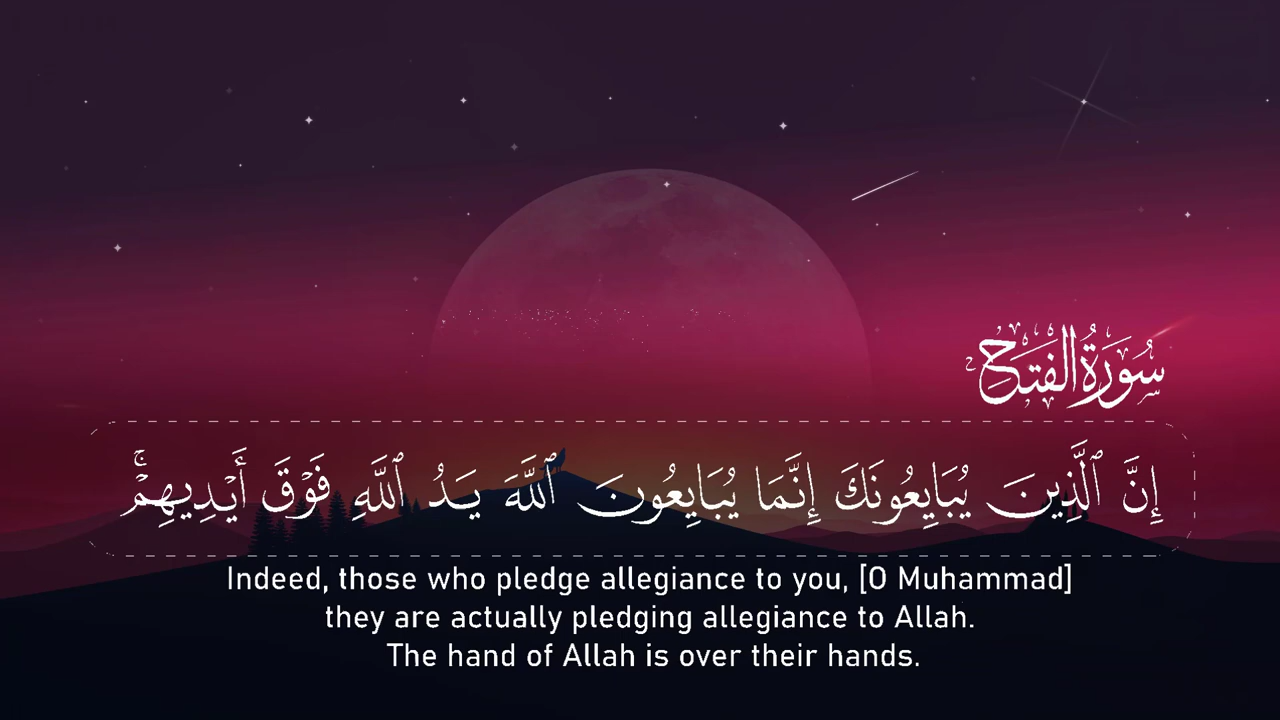 سُورَةُ الفَتْحِ
إِنَّ ٱلَّذِينَ يُبَايِعُونَكَ إِنَّمَا يُبَايِعُونَ ٱللَّهَ يَدُ ٱللَّهِ فَوْقَ أَيْدِيهِمْۚ
Indeed, those who pledge allegiance to you, [O Muhammad]
they are actually pledging allegiance to Allah.
The hand of Allah is over their hands.